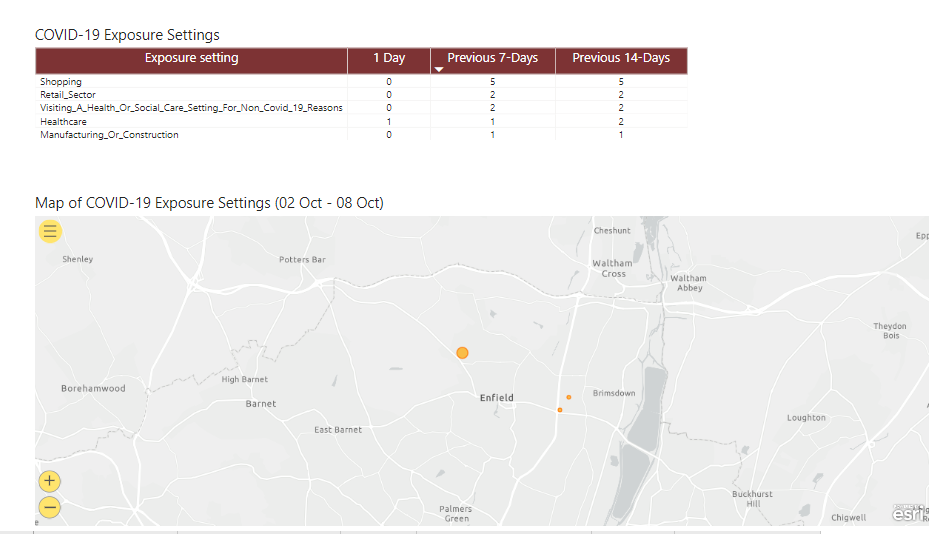 COVID-19 Exposure Settings
Exposure setting 1 Day Previous 7-Days Previous 14-Days
Shopping 0 5 5
Retail_Sector 0 2 2
Visiting_A_Health_Or_Social_Care_Setting_For_Non_Covid_19_Reasons 0 2 2
Healthcare 1 1 2
Manufacturing_Or_Construction 0 1 1
Map of COVID-19 Exposure Settings (02 Oct - 08 Oct)
Cheshunt
Epp
Shenley
Potters Bar
Waltham
Cross
Waltham
Abbey
Theydon
Bois
High Barnet
Borehamwood
Enfield
Brimsdown
Barnet
Loughton
East Barnet
Buckhurst
Hill
Palmers
Green
Chigwell
esri